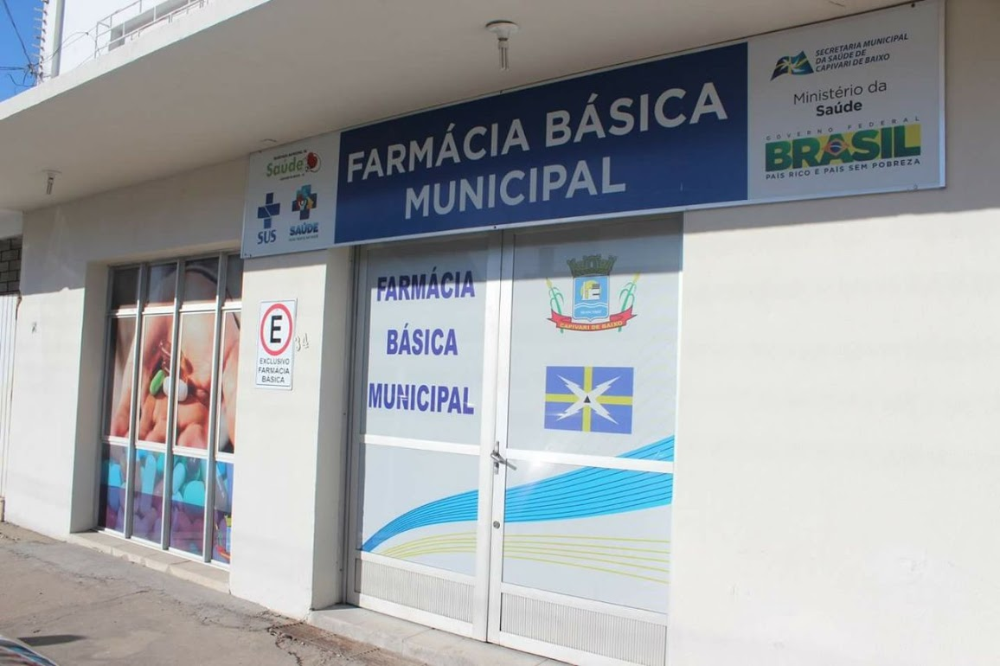 Saúde
SUS
SAÚDE
FARMÁCIA BÁSICA
MUNICIPAL
SECRETARIA MUNICIPAL
DA SAÚDE DE
CAPIVARI DE BAIXO
Ministério da
Saúde
GOVERNO FEDERAL
BRASIL
PAÍS RICO É PAÍS SEM POBREZA
E
EXCLUSIVO
FARMÁCIA
BÁSICA
34
FARMÁCIA
BÁSICA
MUNICIPAL
CAPIVARI DE BAIXO